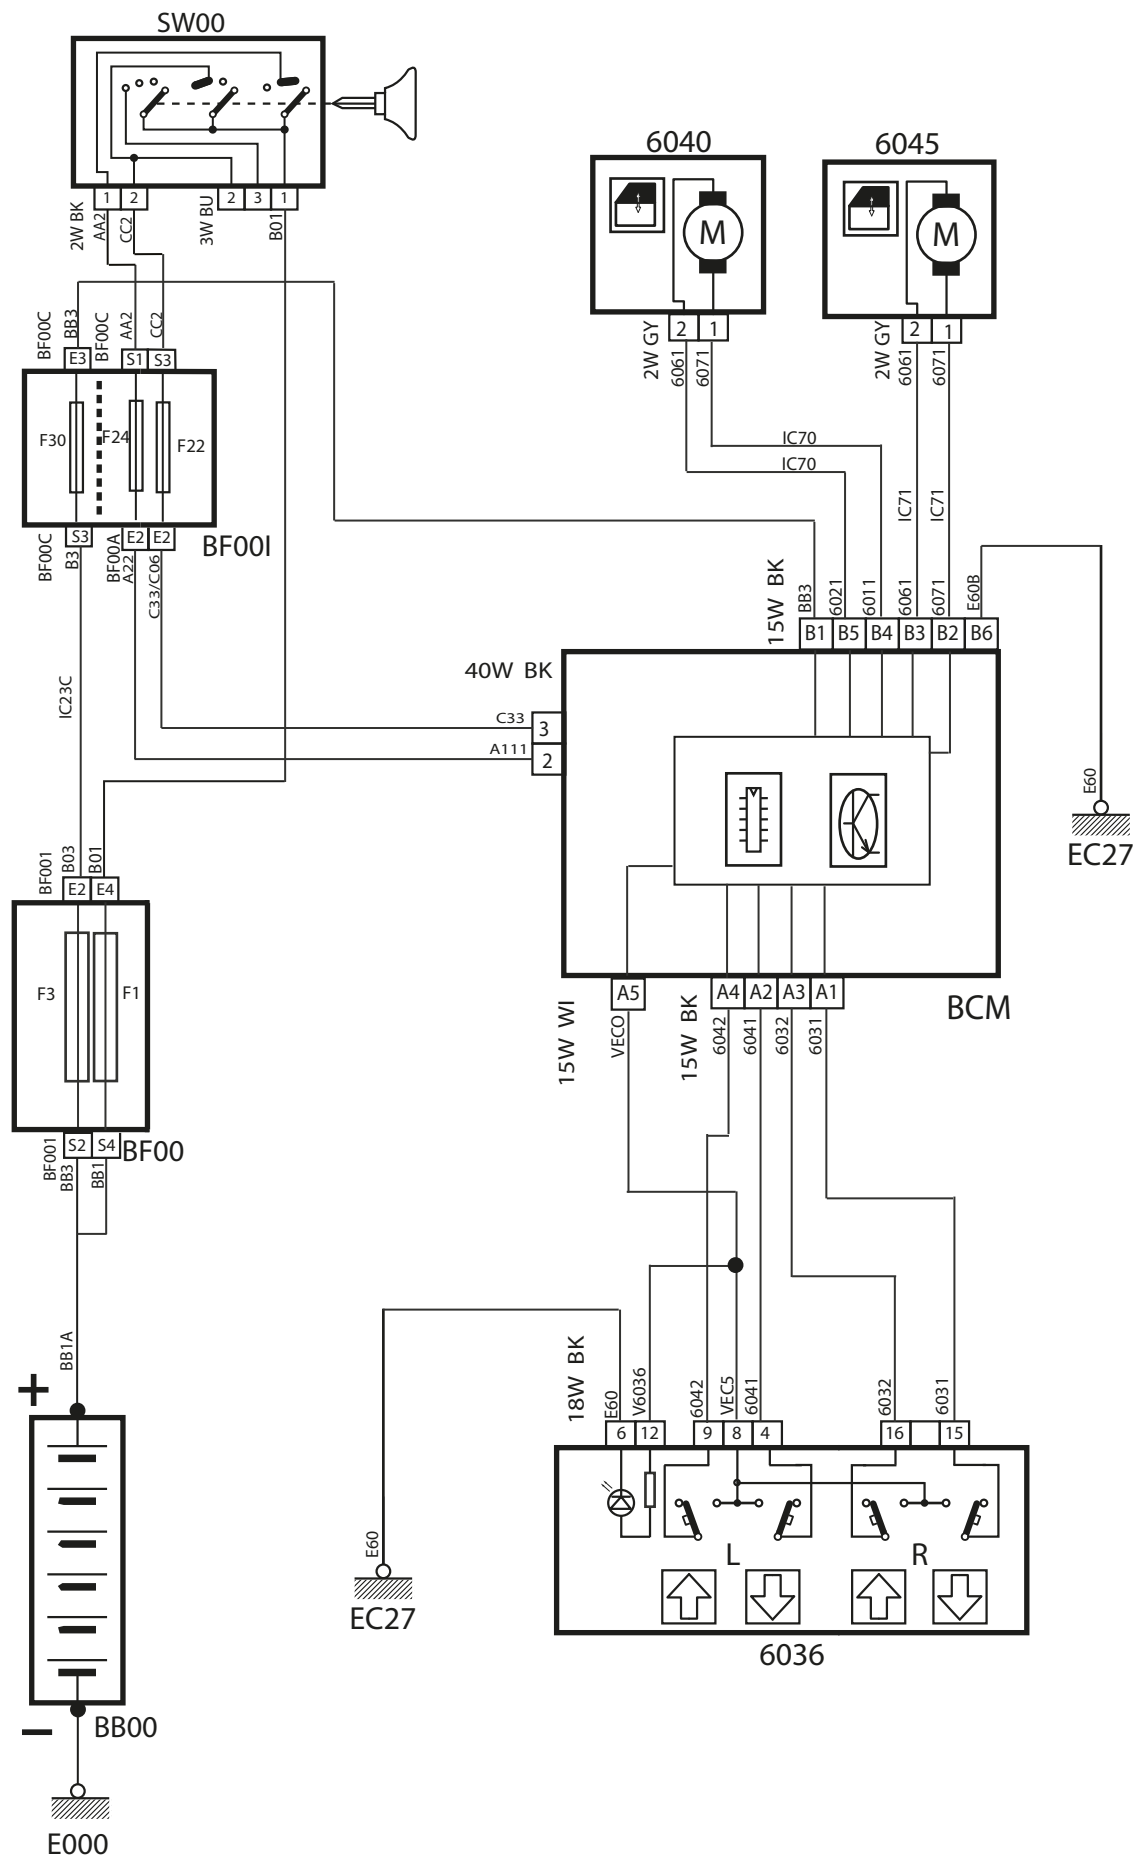 SW00
1
2
2
3
1
2W BK
AA2
CC2
3W BU
B01
6040
M
2
1
2W GY
6061
6071
6045
M
2
1
2W GY
6061
6071
BF00C
BB3
BF00C
AA2
CC2
E3
S1
S3
F30
F24
F22
S3
E2
E2
BF00I
BF00C
B3
BF00A
A22
C33/C06
IC70
IC70
IC71
IC71
15W BK
BB3
6021
6011
6061
6071
E60B
B1
B5
B4
B3
B2
B6
40W BK
C33
3
A111
2
IC23C
E60
EC27
BF001
B03
B01
E2
E4
F3
F1
S2
S4
BF00
BF001
BB3
BB1
A5
A4
A2
A3
A1
BCM
15W WI
VECO
15W BK
6042
6041
6032
6031
BB1A
+
18W BK
E60
V6036
6042
VEC5
6041
6032
6031
6
12
9
8
4
16
15
L
R
6036
E60
EC27
–
BB00
E000